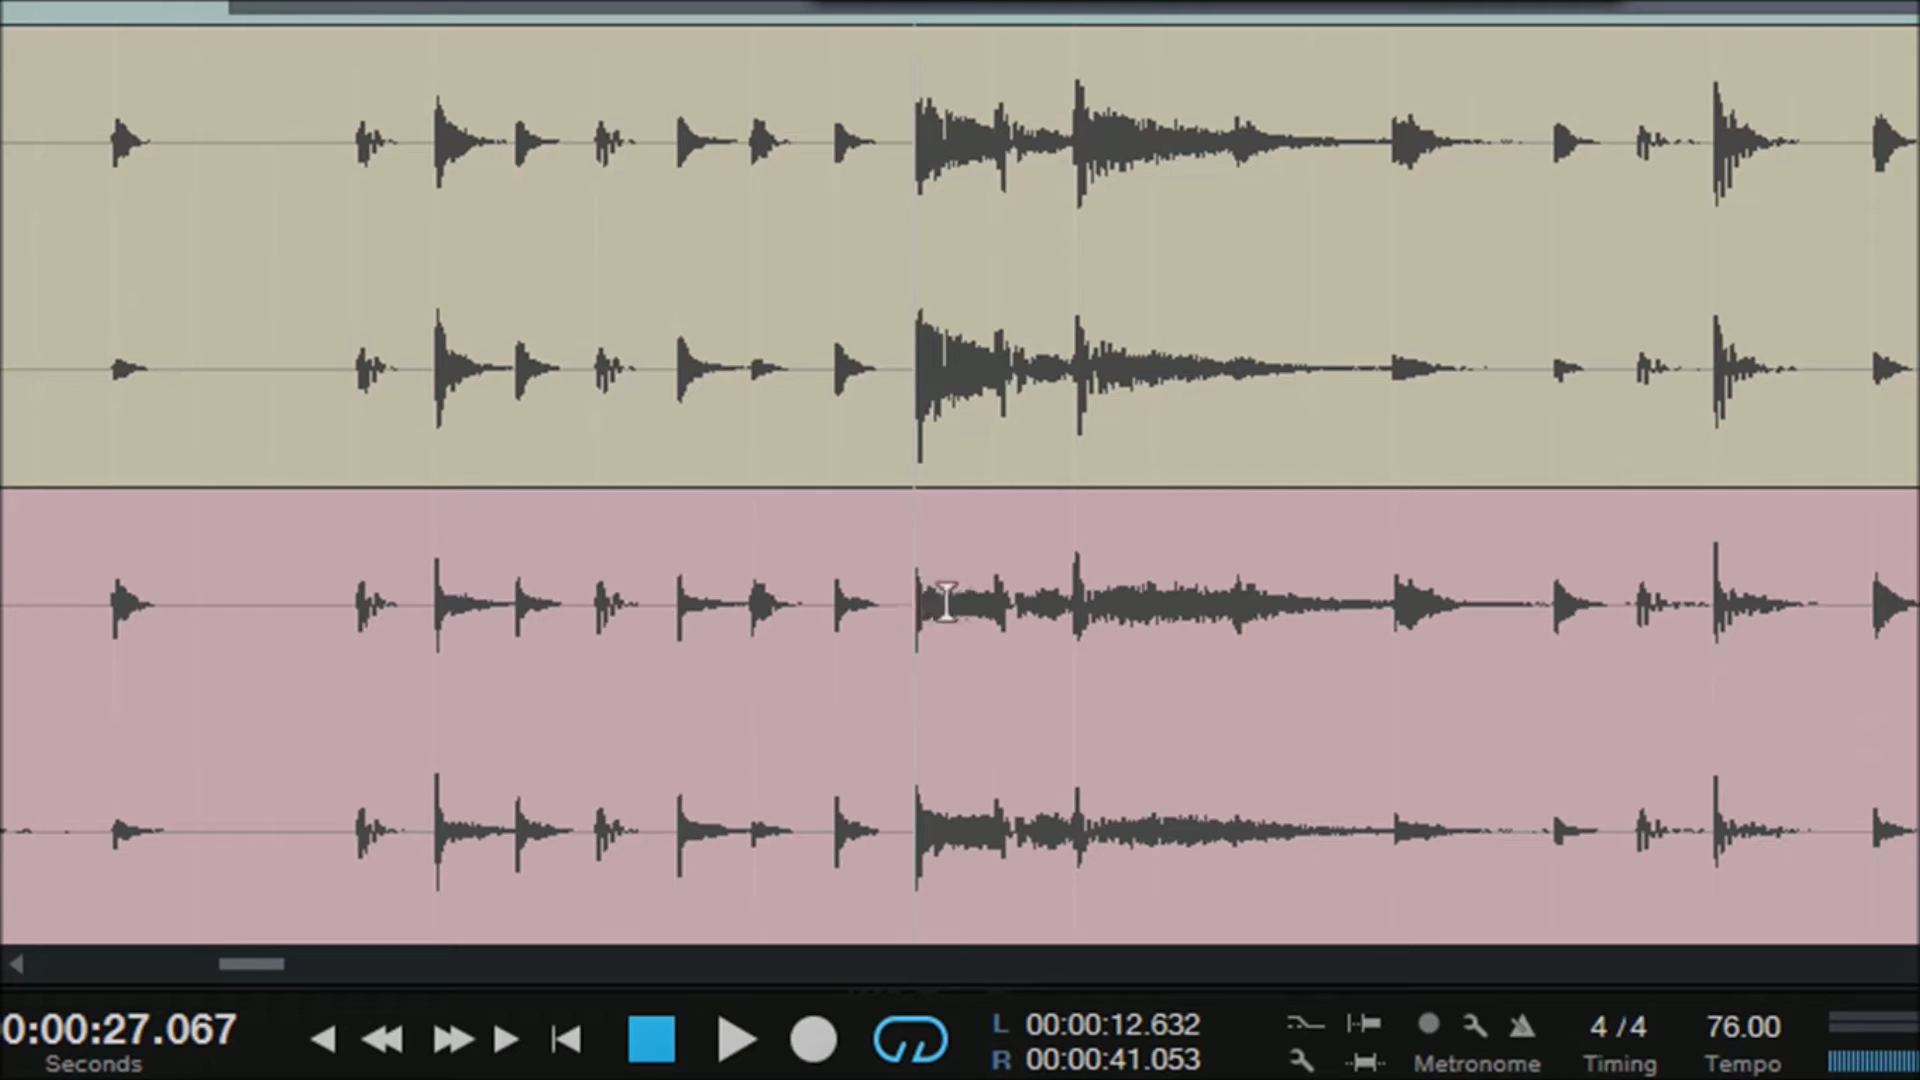 0:00:27.067
Seconds
L 00:00:12.632
R 00:00:41.053
Metronome
4 / 4
Timing
76.00
Tempo